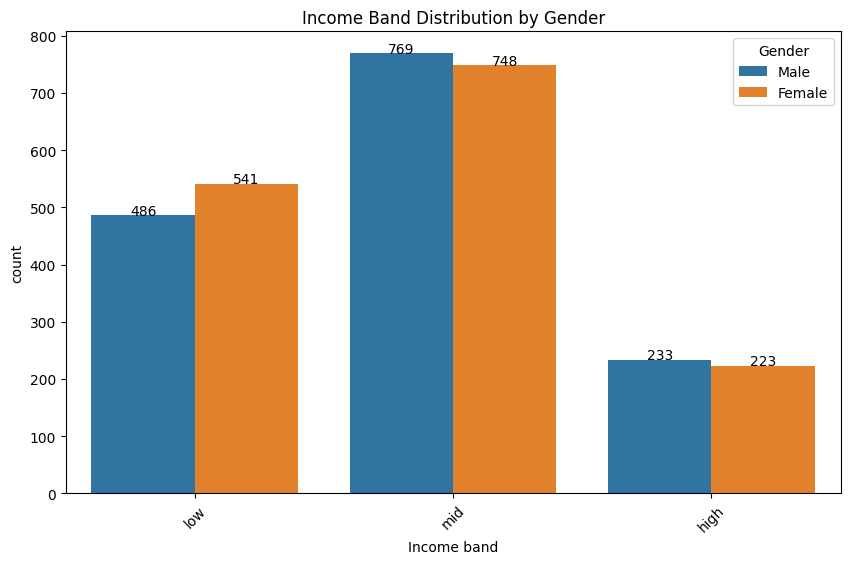 Income Band Distribution by Gender
800
700
600
500
400
300
200
100
0
count
486
541
769
748
233
223
Gender
Male
Female
low
mid
high
Income band